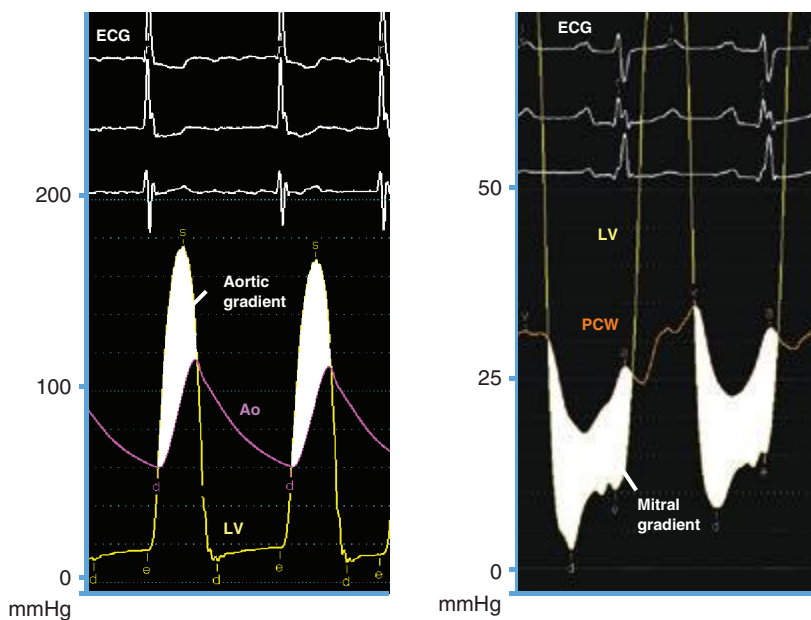 ECG
200
s
s
Aortic
gradient
100
Ao
d
d
LV
d
e
d
e
d
e
0
mmHg
ECG
50
LV
PCW
v
a
a
25
Mitral
gradient
d
d
0
mmHg